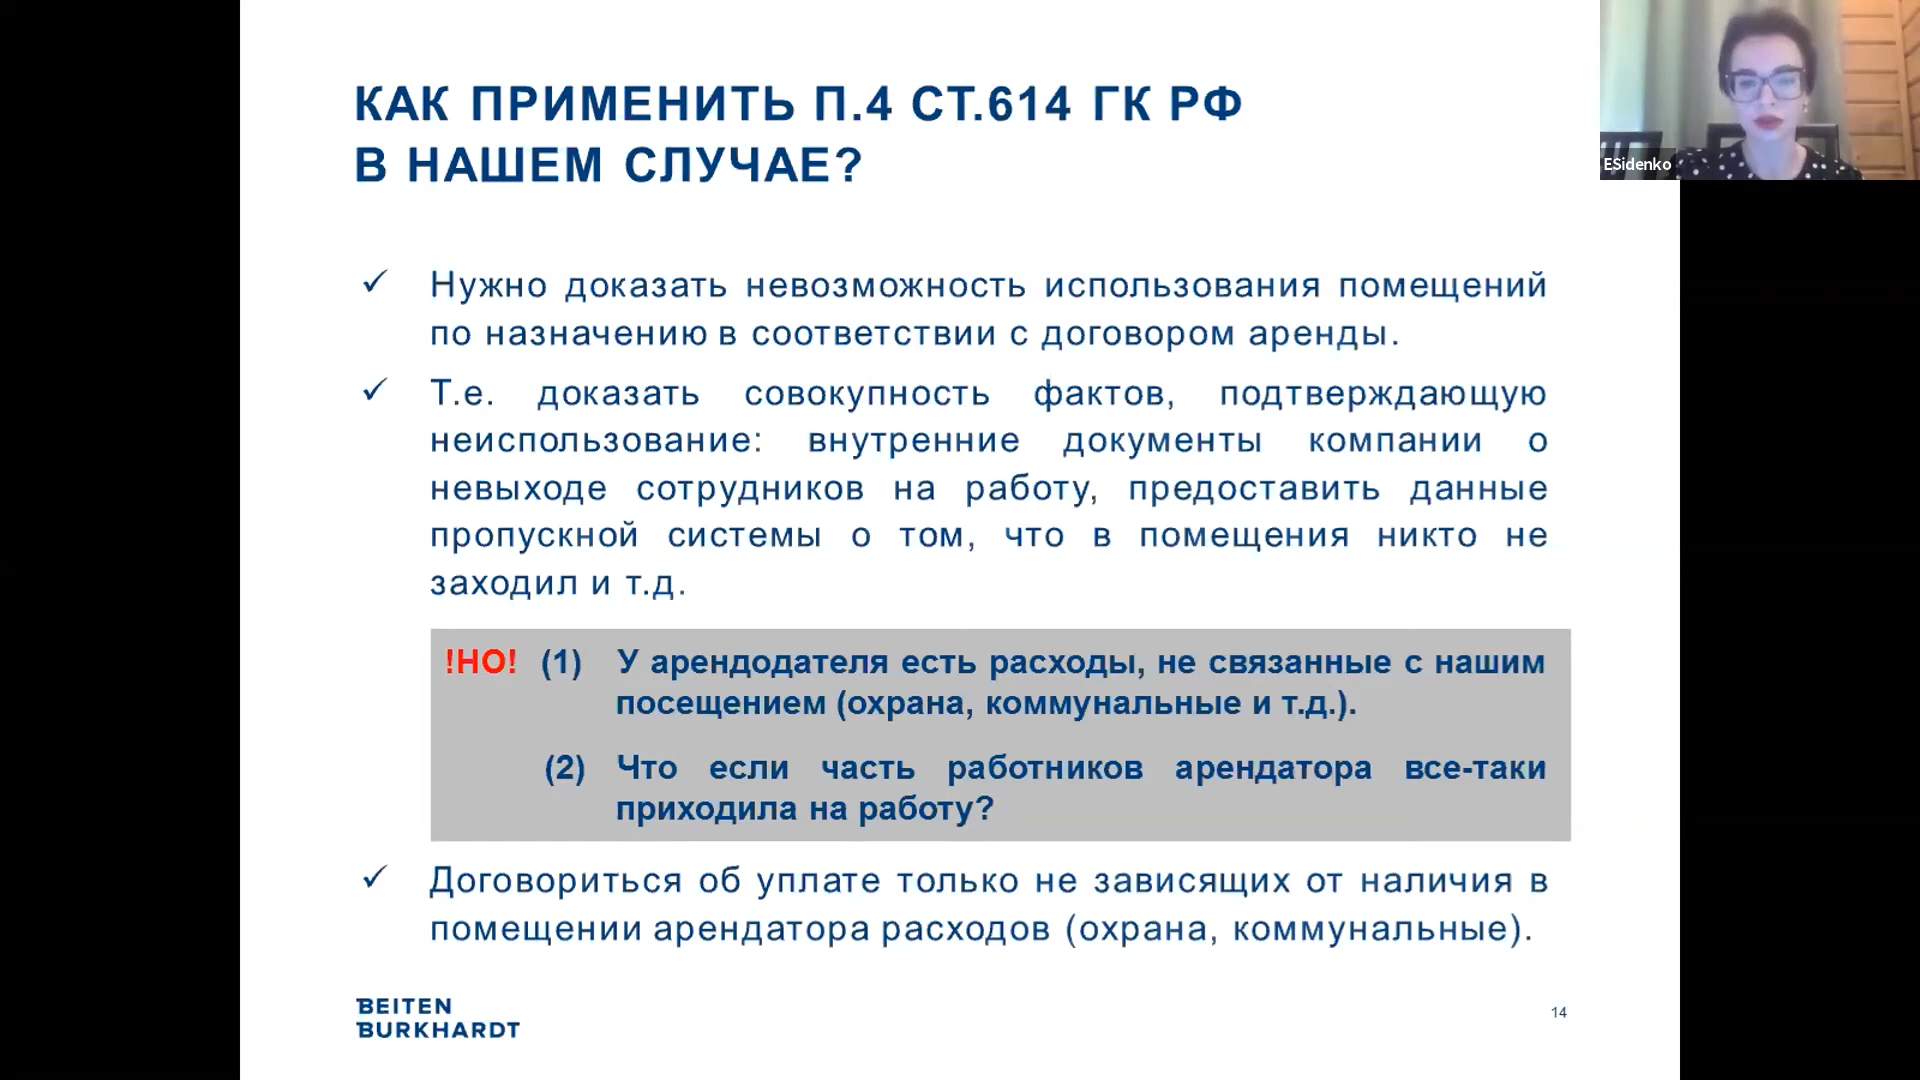 КАК ПРИМЕНИТЬ П.4 СТ.614 ГК РФ
В НАШЕМ СЛУЧАЕ?
ESidenko
✓ Нужно доказать невозможность использования помещений
по назначению в соответствии с договором аренды.
✓ Т.е. доказать совокупность фактов, подтверждающую
неиспользование: внутренние документы компании о
невыходе сотрудников на работу, предоставить данные
пропускной системы о том, что в помещения никто не
заходил и т.д.
!НО! (1) У арендодателя есть расходы, не связанные с нашим
посещением (охрана, коммунальные и т.д.).
(2) Что если часть работников арендатора все-таки
приходила на работу?
✓ Договориться об уплате только не зависящих от наличия в
помещении арендатора расходов (охрана, коммунальные).
BEITEN
BURKHARDT
14